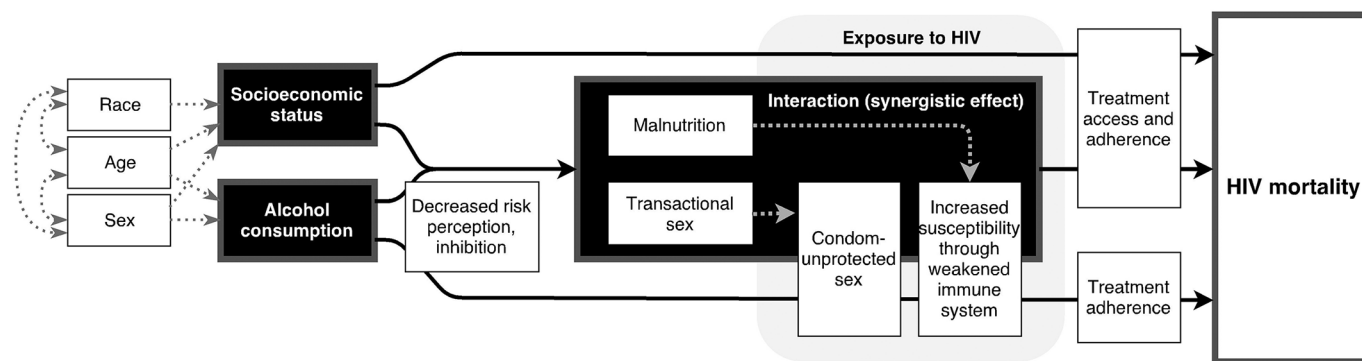 Exposure to HIV
Race
Age
Sex
Socioeconomic
status
Alcohol
consumption
Decreased risk
perception,
inhibition
Interaction (synergistic effect)
Malnutrition
Transactional
sex
Condom-
unprotected
sex
Increased
susceptibility
through
weakened
immune
system
Treatment
access and
adherence
Treatment
adherence
HIV mortality